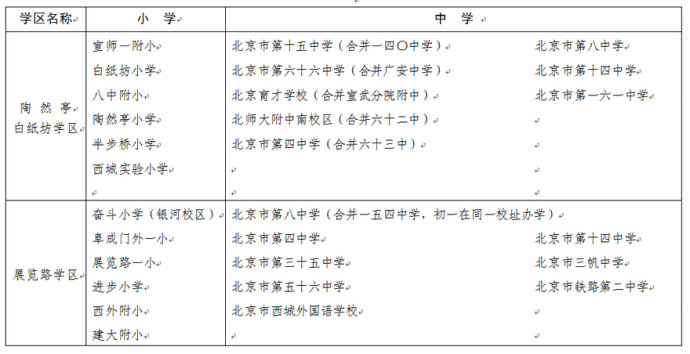 学区名称 小 学 中 学
宣师一附小 北京市第十五中学（合并一四〇中学） 北京市第八中学
白纸坊小学 北京市第六十六中学（合并广安中学） 北京市第十四中学
八中附小 北京育才学校（合并宣武分院附中） 北京市第一六一中学
陶 然 亭 陶然亭小学 北师大附中南校区（合并六十二中）
白纸坊学区 半步桥小学 北京市第四中学（合并六十三中）
西城实验小学
奋斗小学（银河校区） 北京市第八中学（合并一五四中学，初一在同一校址办学）
阜成门外一小 北京市第四中学 北京市第十四中学
展览路学区 展览路一小 北京市第三十五中学 北京市三帆中学
进步小学 北京市第五十六中学 北京市铁路第二中学
西外附小 北京市西城外国语学校
建大附小